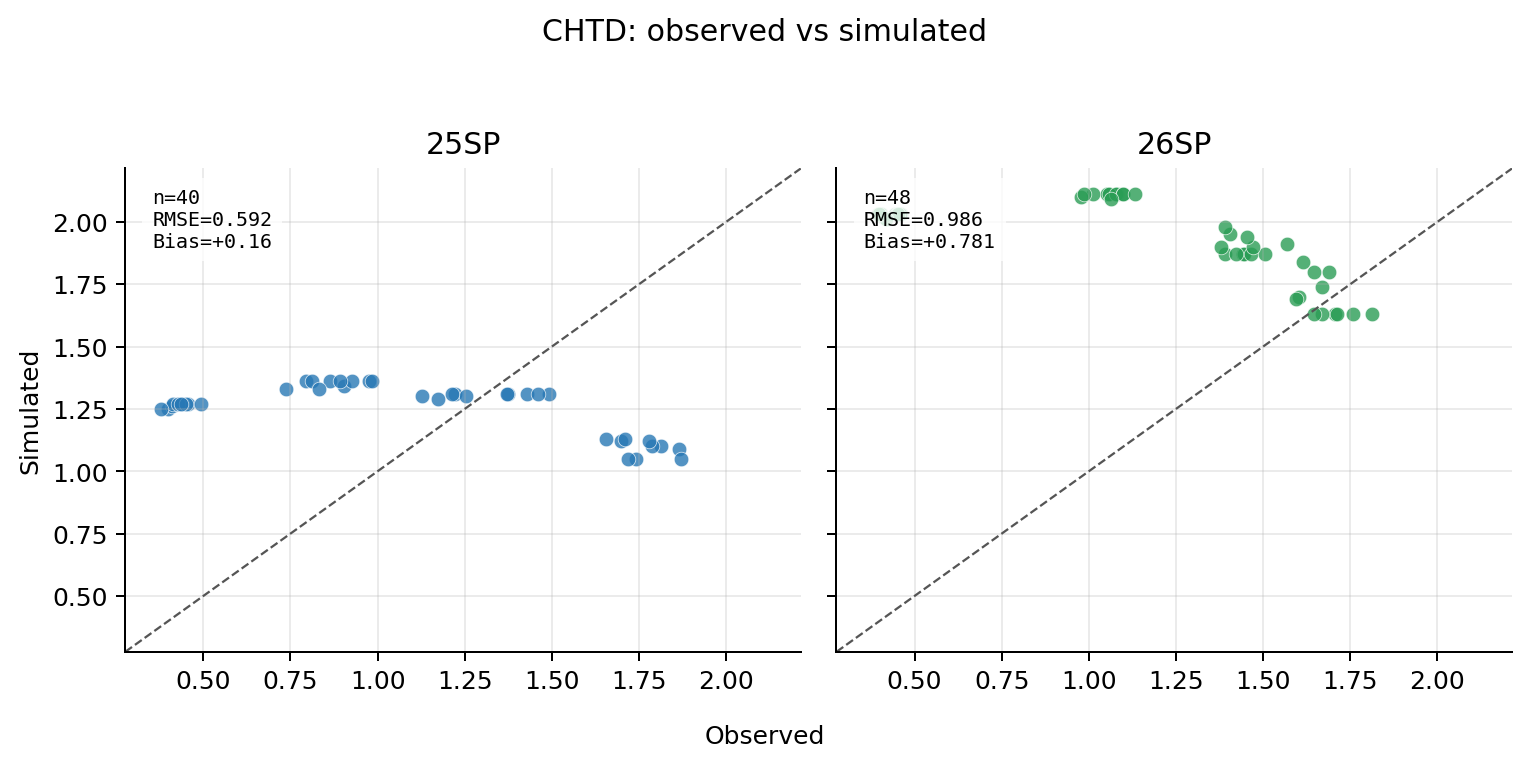 CHTD: observed vs simulated
25SP
26SP
n=40
RMSE=0.592
Bias=+0.16
n=48
RMSE=0.986
Bias=+0.781
2.00
1.75
1.50
1.25
1.00
0.75
0.50
Simulated
0.50 0.75 1.00 1.25 1.50 1.75 2.00
0.50 0.75 1.00 1.25 1.50 1.75 2.00
Observed